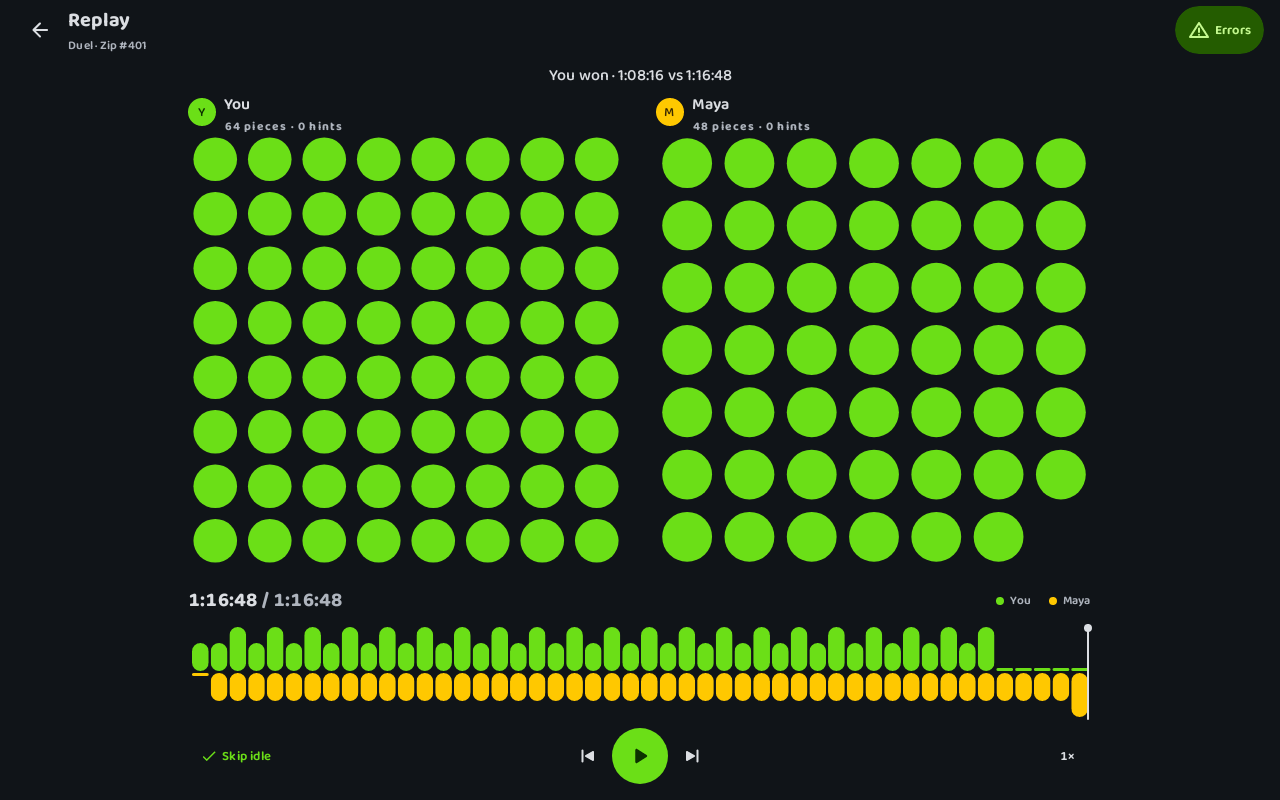 Replay
Duel · Zip #401
Errors
You won · 1:08:16 vs 1:16:48
Y
You
64 pieces · 0 hints
M
Maya
48 pieces · 0 hints
1:16:48 / 1:16:48
You
Maya
Skip idle
1×